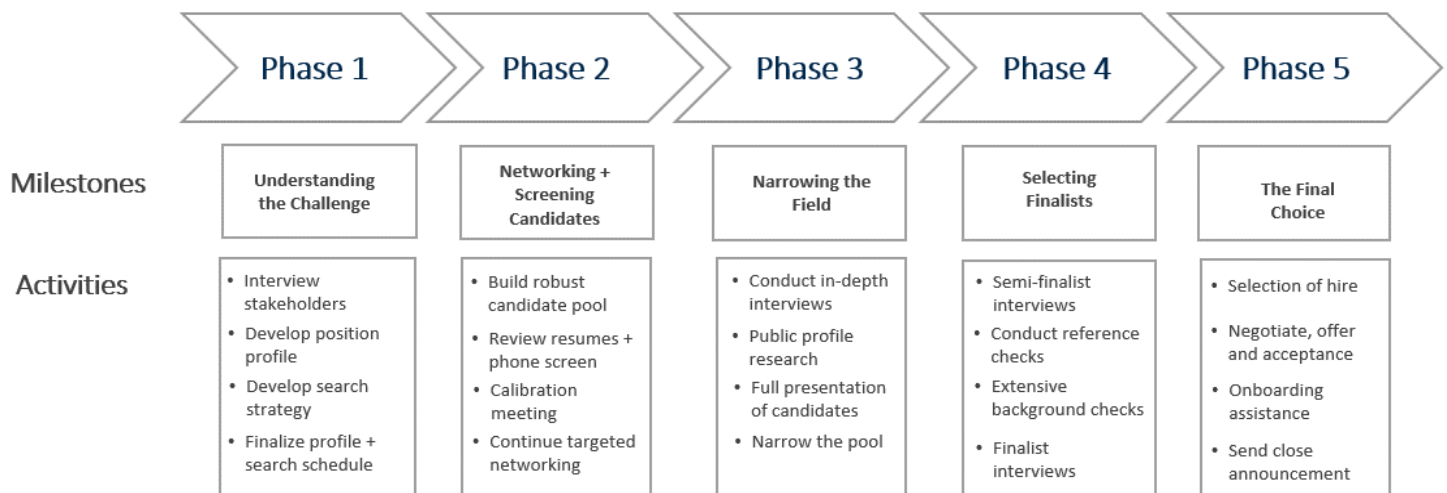 Phase 1
Phase 2
Phase 3
Phase 4
Phase 5
Milestones
Understanding
the Challenge
Networking +
Screening
Candidates
Narrowing the
Field
Selecting
Finalists
The Final
Choice
Activities
• Interview
stakeholders
• Develop position
profile
• Develop search
strategy
• Finalize profile +
search schedule
• Build robust
candidate pool
• Review resumes +
phone screen
• Calibration
meeting
• Continue targeted
networking
• Conduct in-depth
interviews
• Public profile
research
• Full presentation
of candidates
• Narrow the pool
• Semi-finalist
interviews
• Conduct reference
checks
• Extensive
background checks
• Finalist
interviews
• Selection of hire
• Negotiate, offer
and acceptance
• Onboarding
assistance
• Send close
announcement